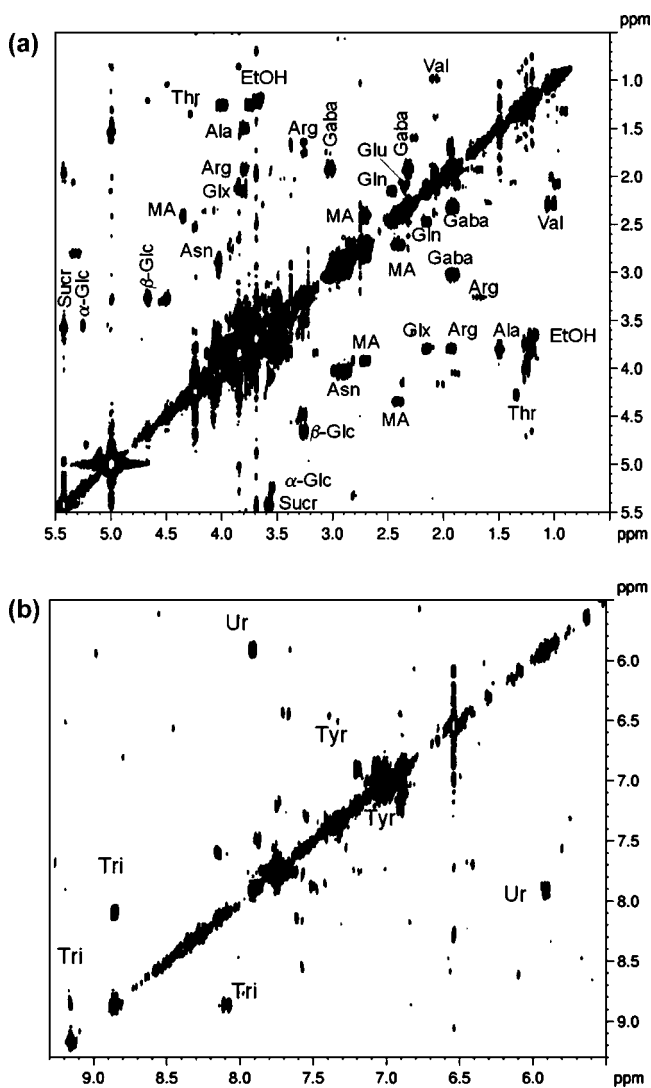 ppm
(a)
Val
1.0
EtOH
Thr
Ala
Arg
Gaba
Gaba
1.5
Glu
Arg
Gln
2.0
Glx
MA
MA
Gln
Gaba
Val
2.5
Asn
MA
Gaba
Sucr
α-Glc
β-Glc
3.0
Arg
3.5
MA
Glx
Arg
Ala
EtOH
4.0
Asn
MA
Thr
β-Glc
4.5
α-Glc
5.0
Sucr
5.5
5.5 5.0 4.5 4.0 3.5 3.0 2.5 2.0 1.5 1.0
ppm
ppm
(b)
Ur
6.0
6.5
Tyr
7.0
Tyr
7.5
Tri
Ur
8.0
Tri
8.5
Tri
9.0
9.0 8.5 8.0 7.5 7.0 6.5 6.0
ppm